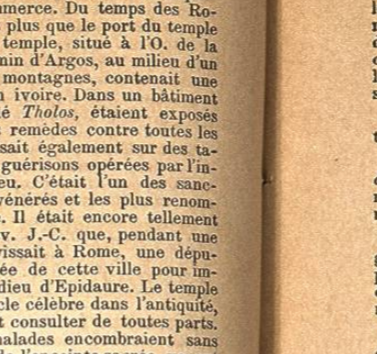 merce. Du temps des Ro-
plus que le port du temple
temple, situé à l'O. de la
min d'Argos, au milieu d'un
montagnes, contenait une
ivoire. Dans un bâtiment
é Tholos, étaient exposés
remèdes contre toutes les
sait également sur des ta-
guérisons opérées par l'in-
eu. C'était l'un des sanc-
vénérés et les plus renom-
. Il était encore tellement
v. J.-C. que, pendant une
vissait à Rome, une dépu-
ée de cette ville pour im-
dieu d'Epidaure. Le temple
cle célèbre dans l'antiquité,
t consulter de toutes parts.
malades encombraient sans